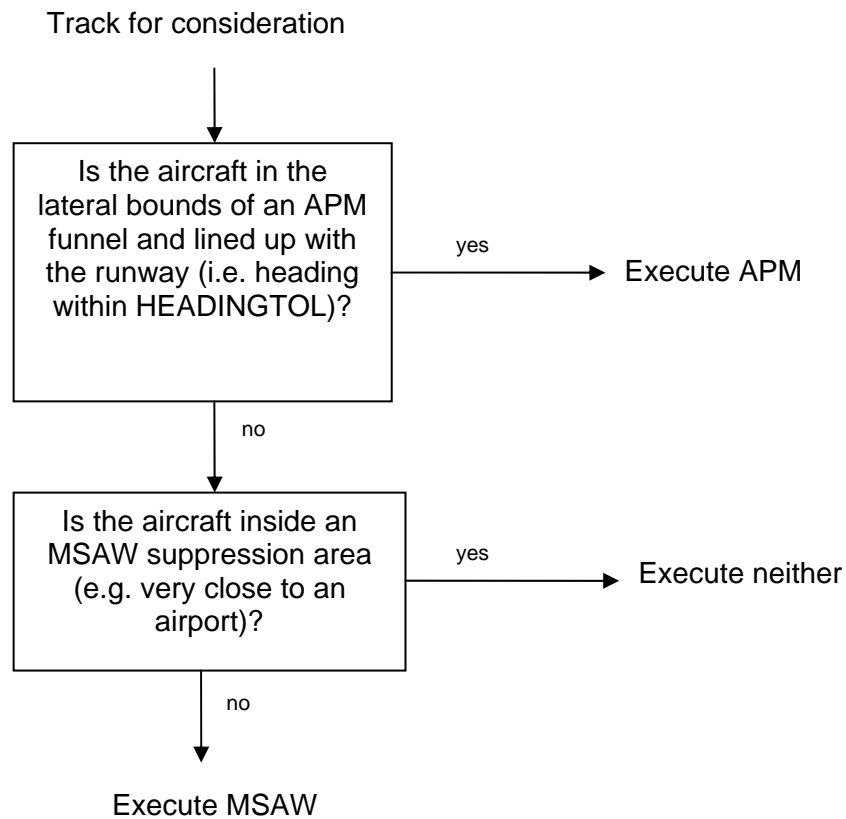 Track for consideration
Is the aircraft in the
lateral bounds of an APM
funnel and lined up with
the runway (i.e. heading
within HEADINGTOL)?
yes
Execute APM
no
Is the aircraft inside an
MSAW suppression area
(e.g. very close to an
airport)?
yes
Execute neither
no
Execute MSAW